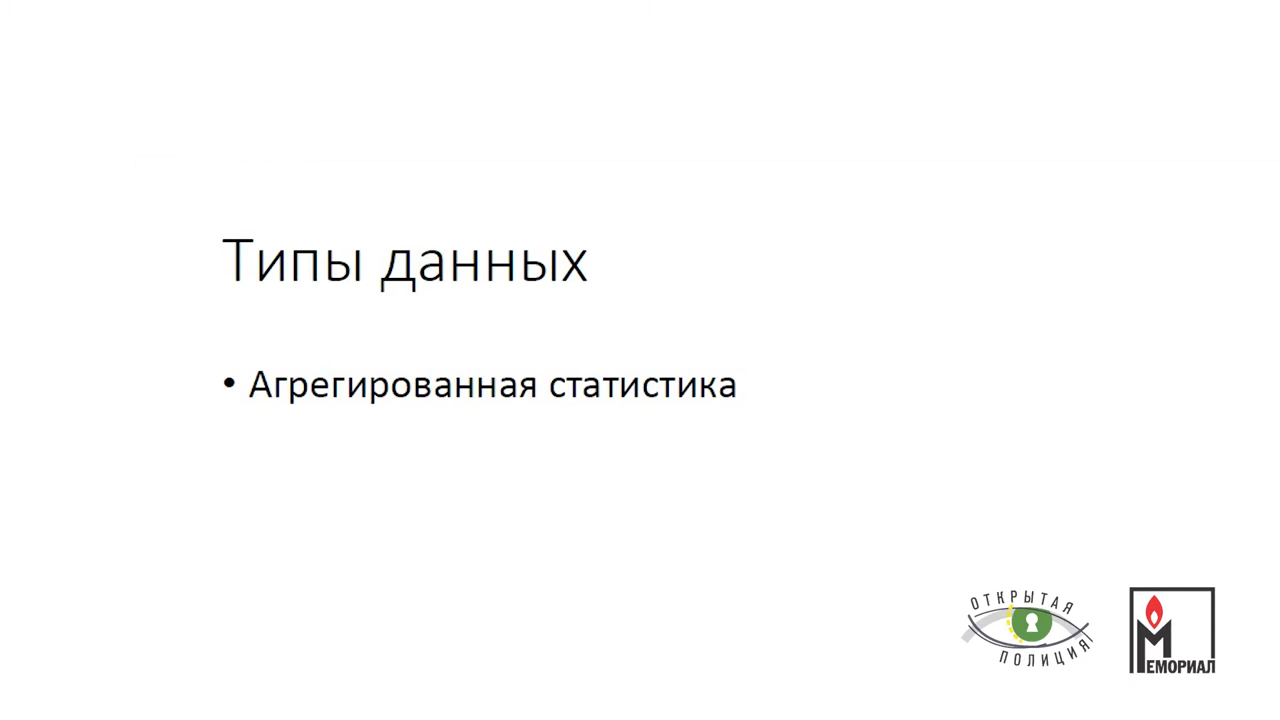 Типы данных
• Агрегированная статистика
ОТКРЫТАЯ
ПОЛИЦИЯ
МЕМОРИАЛ